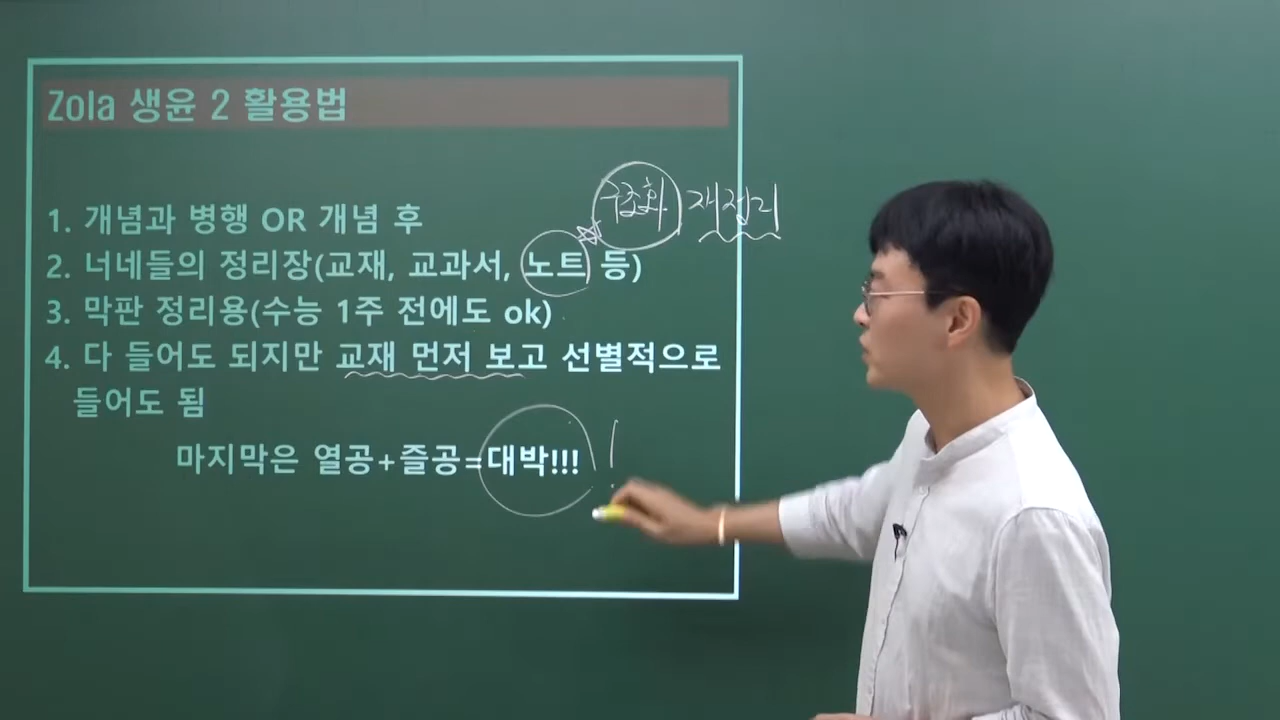 Zola 생윤 2 활용법
구조화 재정리
1. 개념과 병행 OR 개념 후
2. 너네들의 정리장(교재, 교과서, 노트 등)
3. 막판 정리용(수능 1주 전에도 ok)
4. 다 들어도 되지만 교재 먼저 보고 선별적으로
들어도 됨
마지막은 열공+즐공=대박!!! !